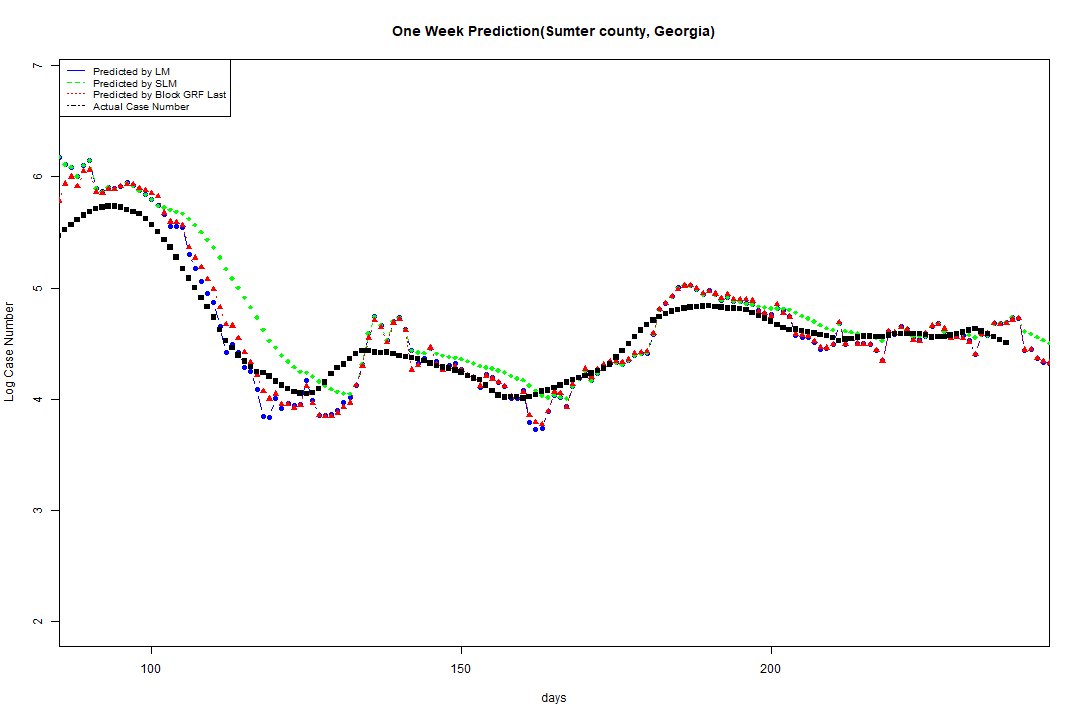 One Week Prediction(Sumter county, Georgia)
Predicted by LM
Predicted by SLM
Predicted by Block GRF Last
Actual Case Number
7
6
5
4
3
2
Log Case Number
100
150
200
days